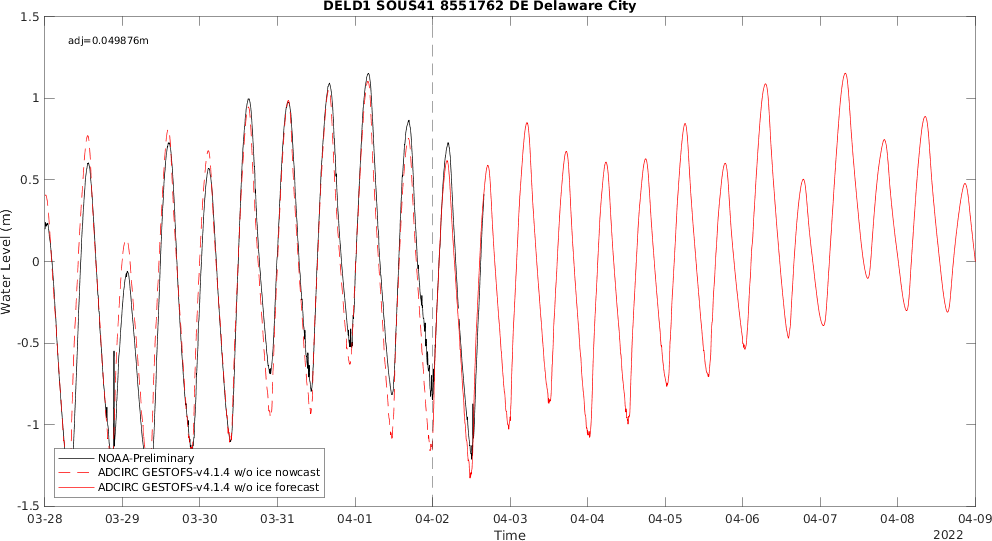 DELD1 SOUS41 8551762 DE Delaware City
1.5
adj=0.049876m
1
0.5
0
-0.5
-1
-1.5
Water Level (m)
NOAA-Preliminary
ADCIRC GESTOFS-v4.1.4 w/o ice nowcast
ADCIRC GESTOFS-v4.1.4 w/o ice forecast
03-28 03-29 03-30 03-31 04-01 04-02 04-03 04-04 04-05 04-06 04-07 04-08 04-09
Time
2022